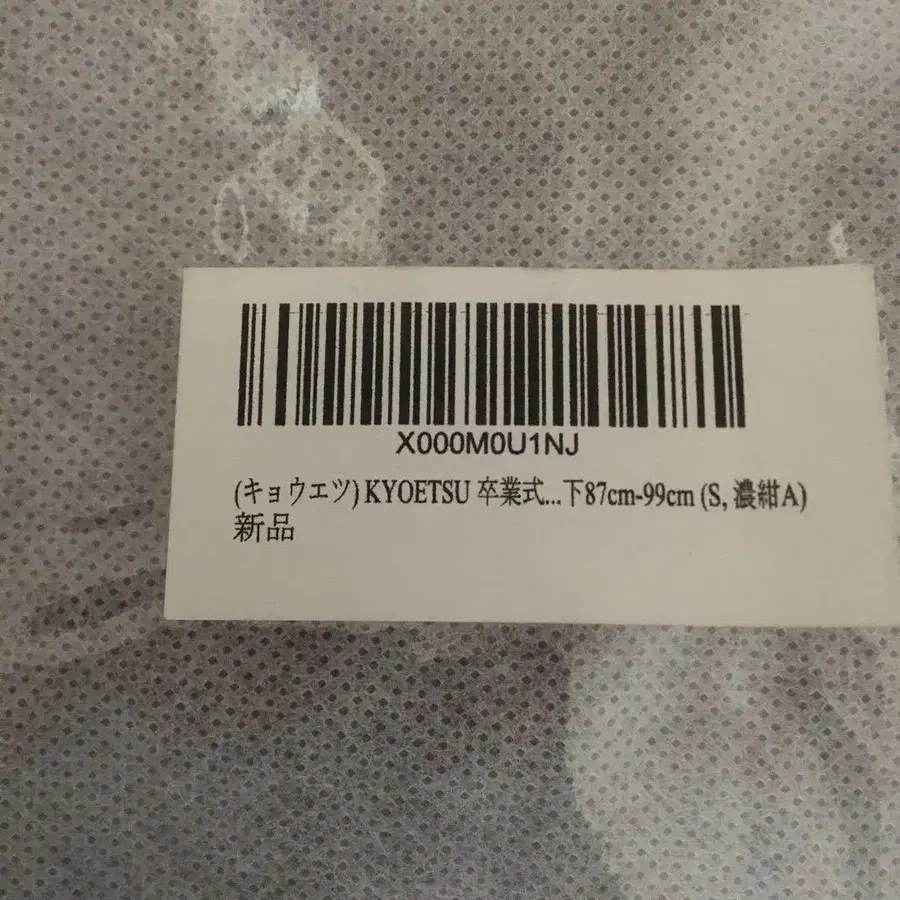 X000M0U1NJ
(キョウエツ) KYOETSU 卒業式...下87cm-99cm (S, 濃紺A)
新品